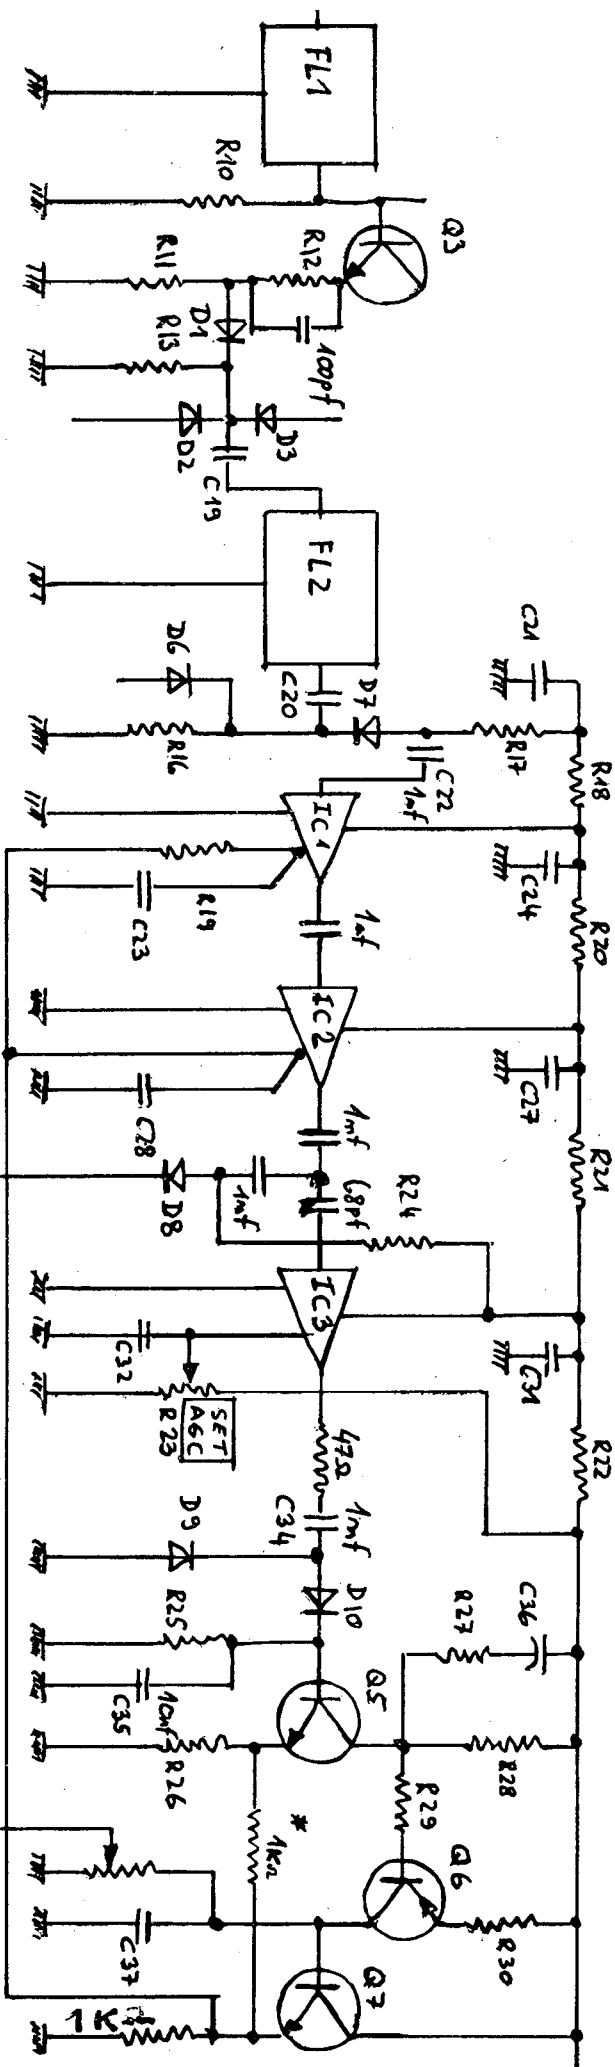 FL1
R10
Q3
R12
R11
D1
R13
100pf
D3
D2
C19
FL2
C21
D6
C20
D7
R16
R17
C22
1mf
R18
IC1
C24
R19
C23
R20
IC2
C27
C28
1mf
68pf
1mf
D8
R24
R21
IC3
C31
C32
SET
AGC
R23
R22
47Ω
1mf
C34
D9
D10
R25
C35
10mf
Q5
R26
R27
C36
R28
R29
*
1KΩ
Q6
R30
C37
Q7
1K